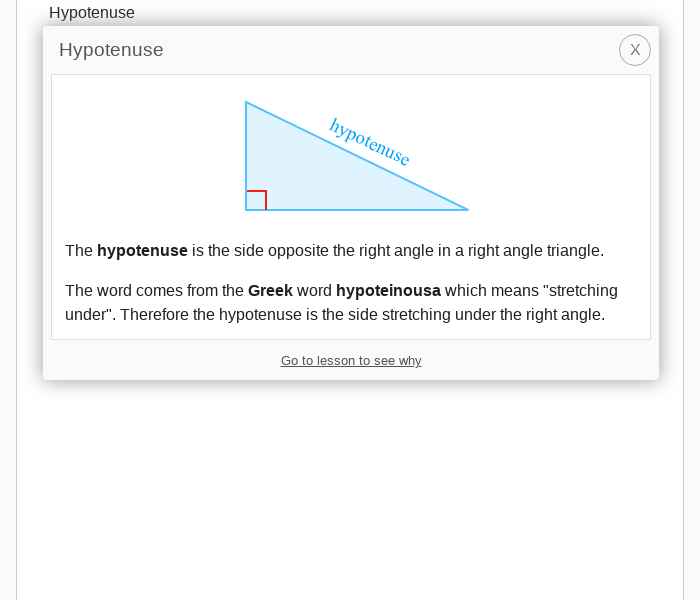 Hypotenuse
Hypotenuse
X
hypotenuse
The hypotenuse is the side opposite the right angle in a right angle triangle.
The word comes from the Greek word hypoteinousa which means "stretching
under". Therefore the hypotenuse is the side stretching under the right angle.
Go to lesson to see why